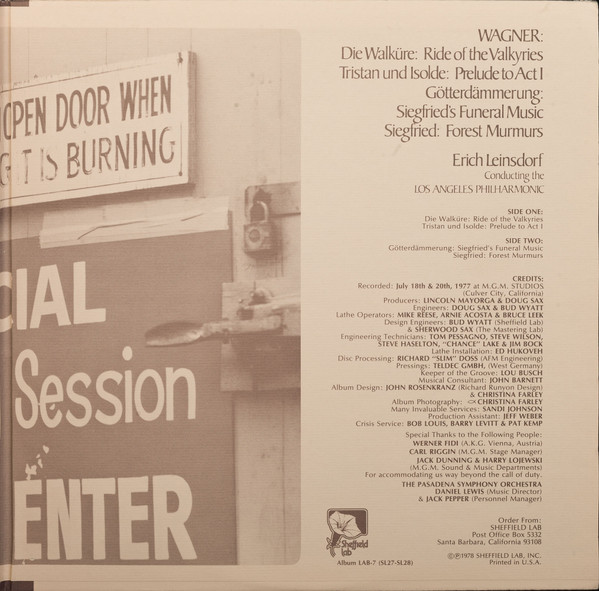 OPEN DOOR WHEN
IS BURNING
CIAL
Session
ENTER
WAGNER:
Die Walküre: Ride of the Valkyries
Tristan und Isolde: Prelude to Act I
Götterdämmerung:
Siegfried's Funeral Music
Siegfried: Forest Murmurs
Erich Leinsdorf
Conducting the
LOS ANGELES PHILHARMONIC
SIDE ONE:
Die Walküre: Ride of the Valkyries
Tristan und Isolde: Prelude to Act I
SIDE TWO:
Götterdämmerung: Siegfried's Funeral Music
Siegfried: Forest Murmurs
CREDITS:
Recorded: July 18th & 20th, 1977 at M.G.M. STUDIOS
(Culver City, California)
Producers: LINCOLN MAYORGA & DOUG SAX
Engineers: DOUG SAX & BUD WYATT
Lathe Operators: MIKE REESE, ARNIE ACOSTA & BRUCE LEEK
Design Engineers: BUD WYATT (Sheffield Lab)
& SHERWOOD SAX (The Mastering Lab)
Engineering Technicians: TOM PESSAGNO, STEVE WILSON,
STEVE HASELTON, "CHANCE" LAKE & JIM BOCK
Lathe Installation: ED HUKOVEH
Disc Processing: RICHARD "SLIM" DOSS (AFM Engineering)
Pressings: TELDEC GMBH, (West Germany)
Keeper of the Groove: LOU BUSCH
Musical Consultant: JOHN BARNETT
Album Design: JOHN ROSENKRANZ (Richard Runyon Design)
& CHRISTINA FARLEY
Album Photography: CHRISTINA FARLEY
Many Invaluable Services: SANDI JOHNSON
Production Assistant: JEFF WEBER
Crisis Service: BOB LOUIS, BARRY LEVITT & PAT KEMP
Special Thanks to the Following People:
WERNER FIDI (A.K.G. Vienna, Austria)
CARL RIGGIN (M.G.M. Stage Manager)
JACK DUNNING & HARRY LOJEWSKI
(M.G.M. Sound & Music Departments)
For accommodating us way beyond the call of duty.
THE PASADENA SYMPHONY ORCHESTRA
DANIEL LEWIS (Music Director)
& JACK PEPPER (Personnel Manager)
Sheffield
Lab
Order From:
SHEFFIELD LAB
Post Office Box 5332
Santa Barbara, California 93108
Album LAB-7 (SL27-SL28)
©℗1978 SHEFFIELD LAB, INC.
Printed in U.S.A.